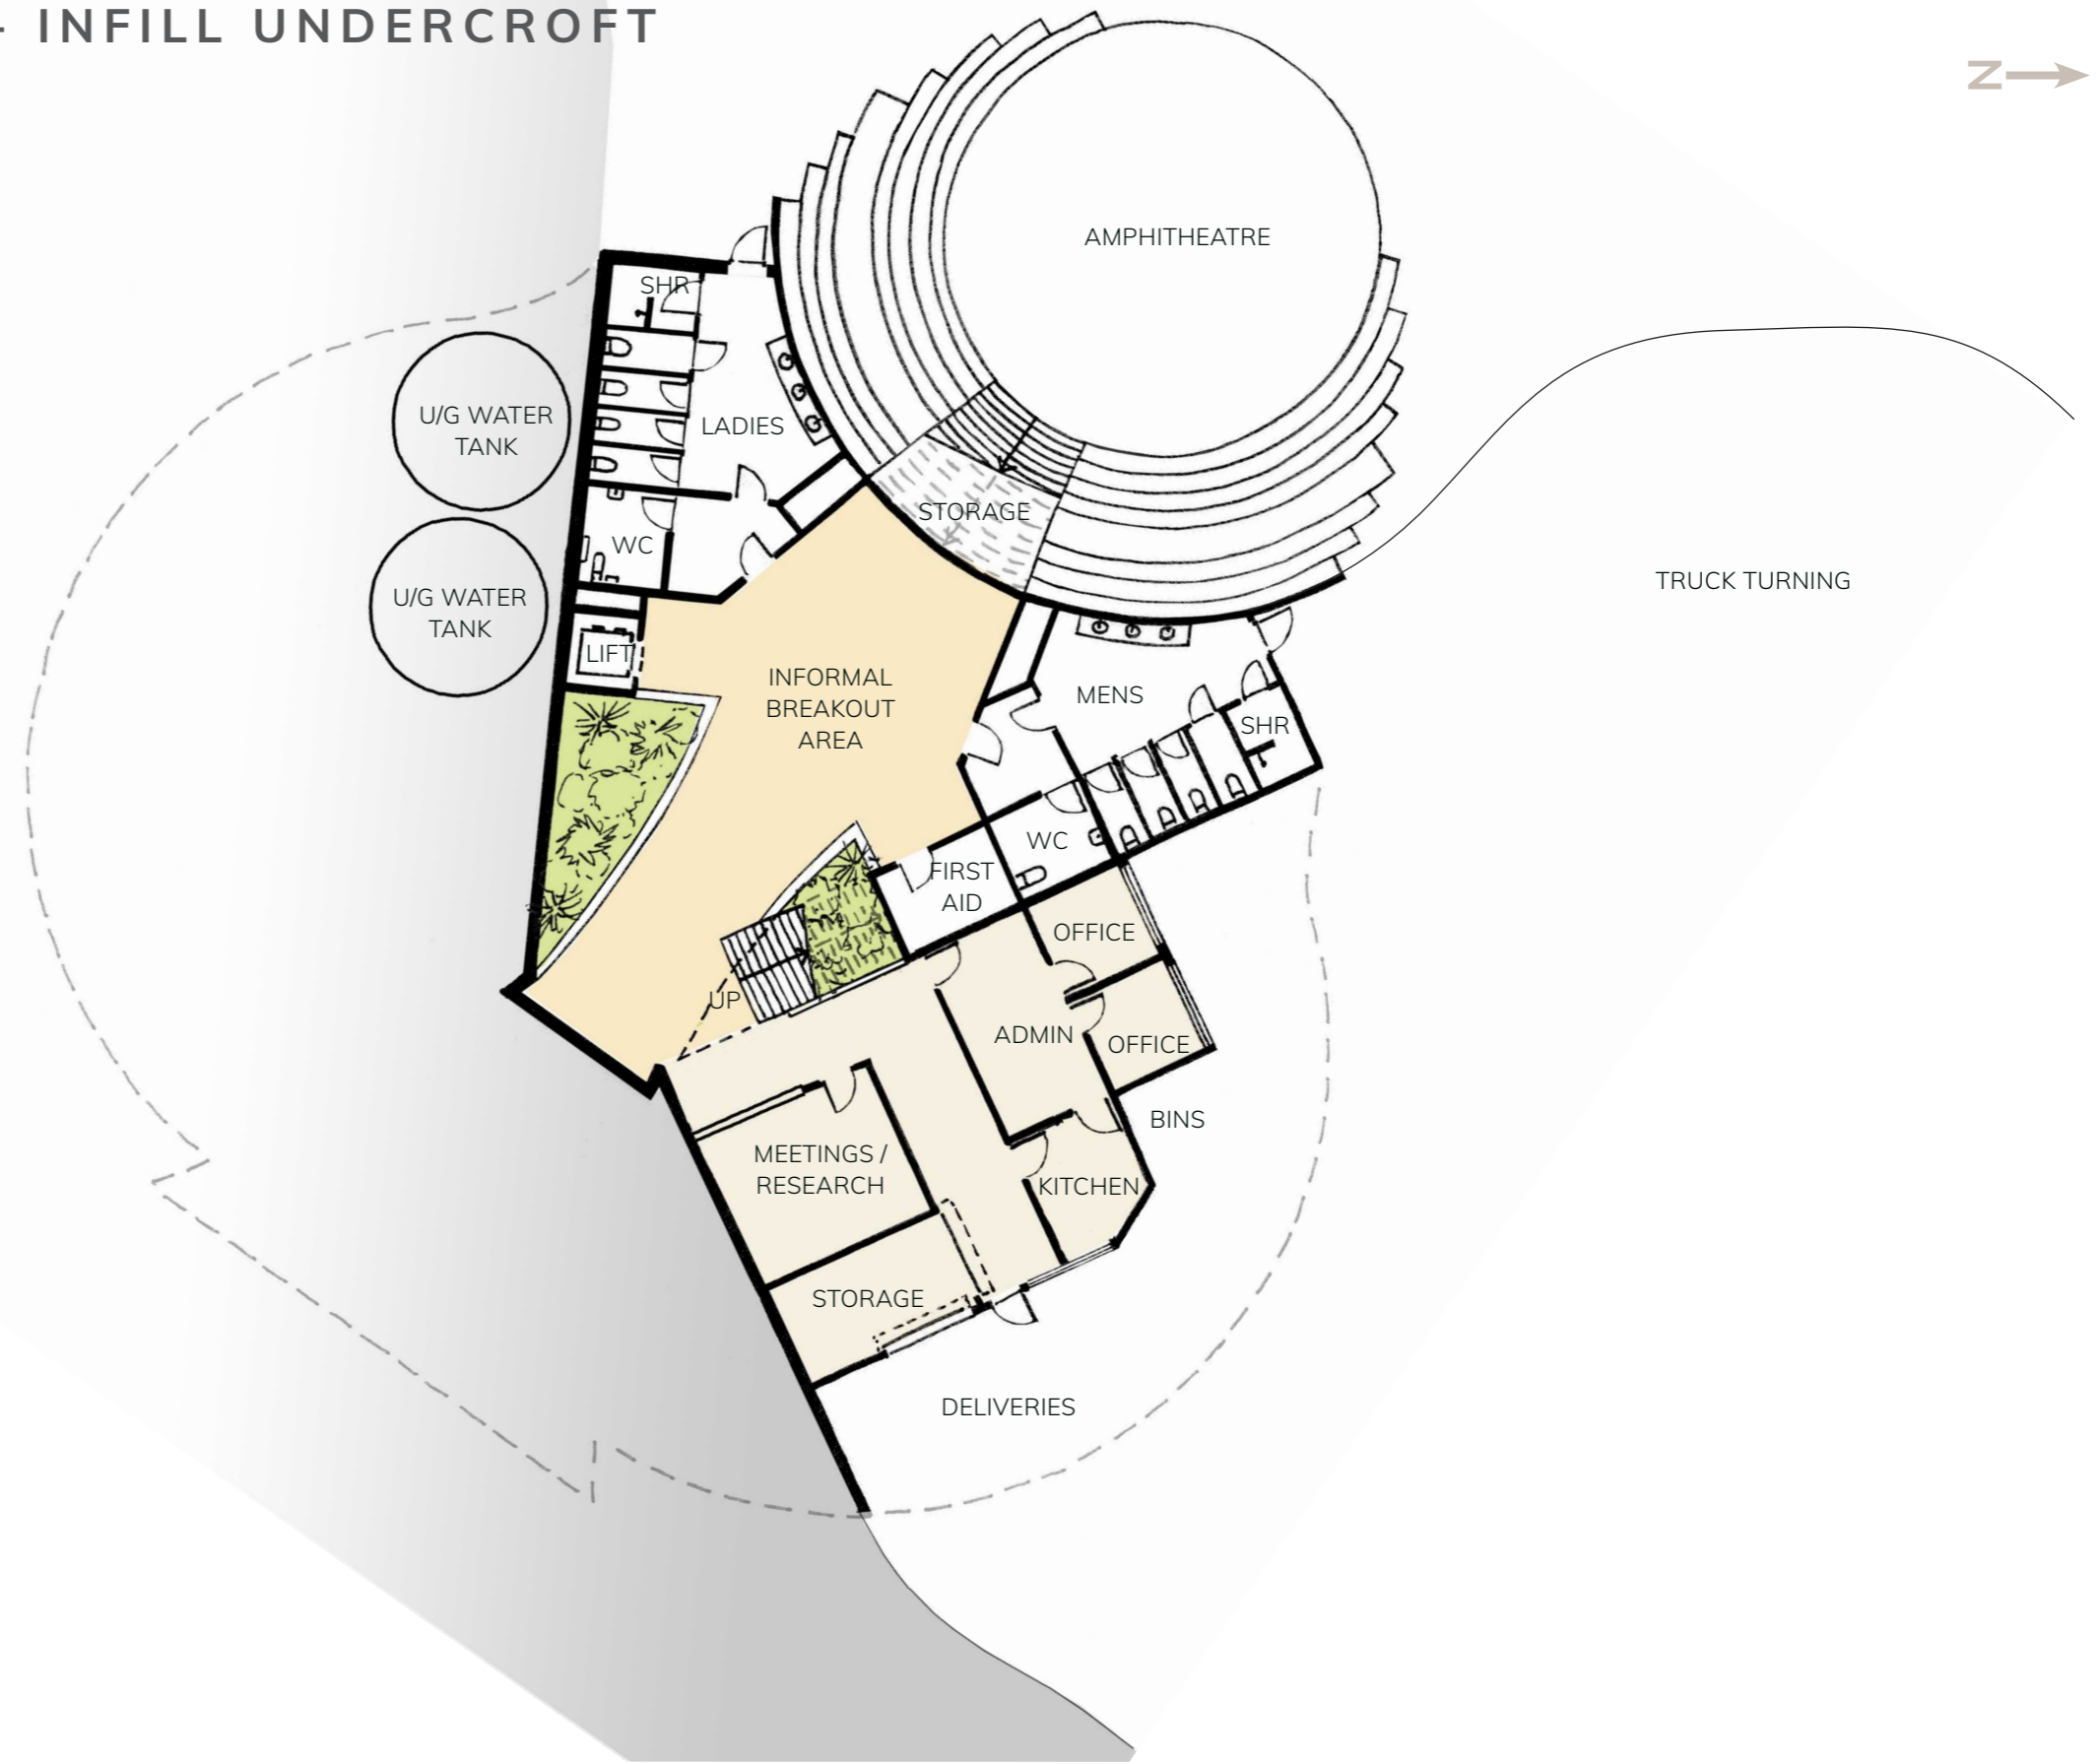 - INFILL UNDERCROFT
N
AMPHITHEATRE
SHR
U/G WATER
TANK
LADIES
STORAGE
WC
TRUCK TURNING
U/G WATER
TANK
LIFT
INFORMAL
BREAKOUT
AREA
MENS
SHR
WC
FIRST
AID
OFFICE
UP
ADMIN
OFFICE
BINS
MEETINGS /
RESEARCH
KITCHEN
STORAGE
DELIVERIES